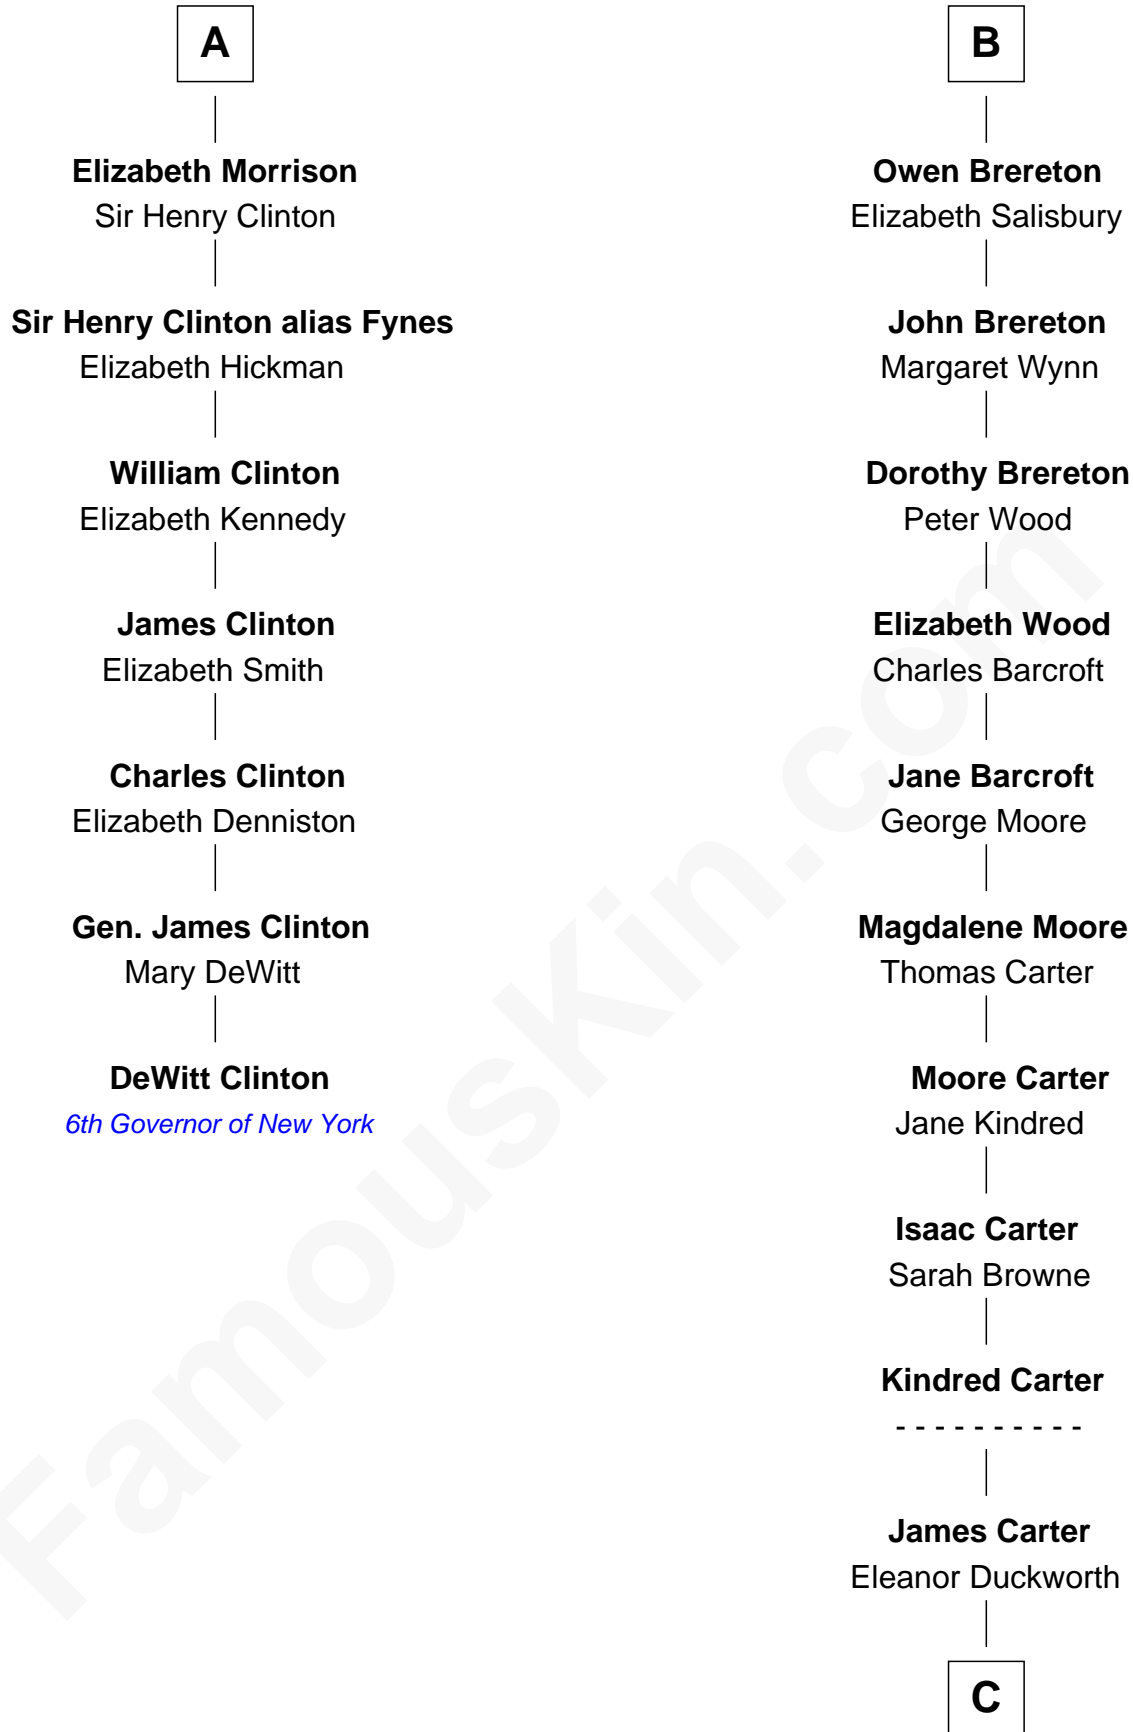 A
Elizabeth Morrison
Sir Henry Clinton
Sir Henry Clinton alias Fynes
Elizabeth Hickman
William Clinton
Elizabeth Kennedy
James Clinton
Elizabeth Smith
Charles Clinton
Elizabeth Denniston
Gen. James Clinton
Mary DeWitt
DeWitt Clinton
6th Governor of New York
B
Owen Brereton
Elizabeth Salisbury
John Brereton
Margaret Wynn
Dorothy Brereton
Peter Wood
Elizabeth Wood
Charles Barcroft
Jane Barcroft
George Moore
Magdalene Moore
Thomas Carter
Moore Carter
Jane Kindred
Isaac Carter
Sarah Browne
Kindred Carter
- - - - - - - - - -
James Carter
Eleanor Duckworth
C
FamousKin.com